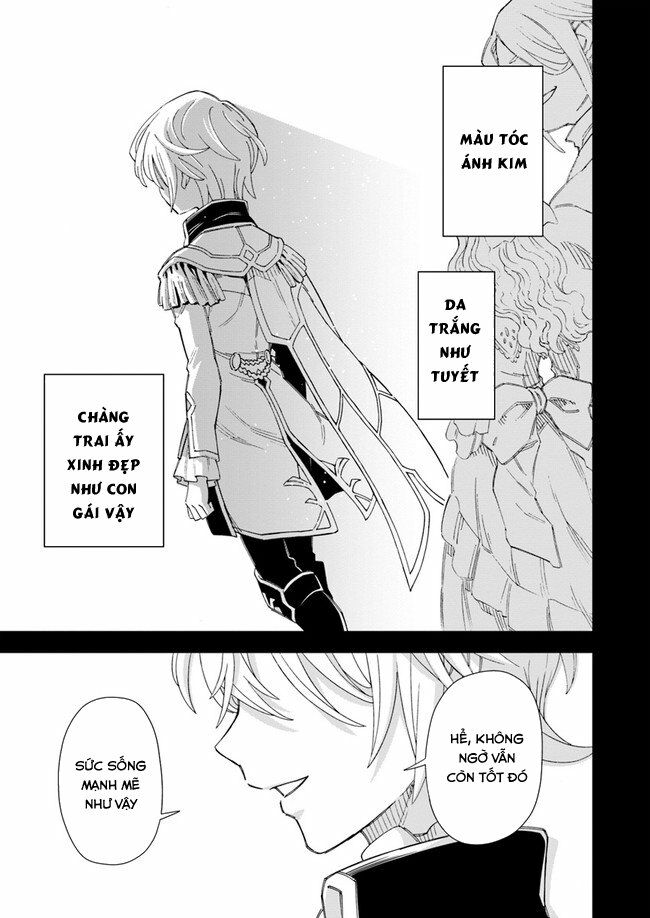 MÀU TÓC
ÁNH KIM
DA
TRẮNG
NHƯ
TUYẾT
CHÀNG
TRAI ẤY
XINH ĐẸP
NHƯ CON
GÁI VẬY
HỂ, KHÔNG
NGỜ VẪN
CÒN TỐT ĐÓ
SỨC SỐNG
MẠNH MẼ
NHƯ VẬY